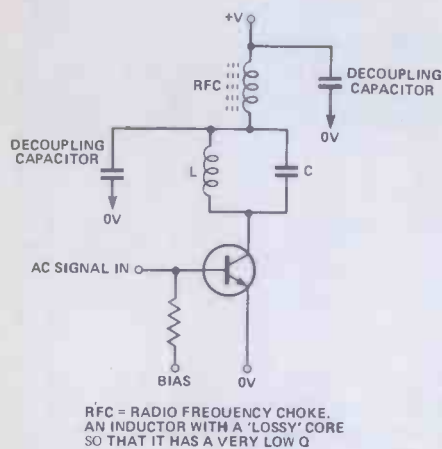 +V
RFC
DECOUPLING
CAPACITOR
0V
DECOUPLING
CAPACITOR
0V
L
C
AC SIGNAL IN
BIAS
0V
RFC = RADIO FREQUENCY CHOKE.
AN INDUCTOR WITH A 'LOSSY' CORE
SO THAT IT HAS A VERY LOW Q